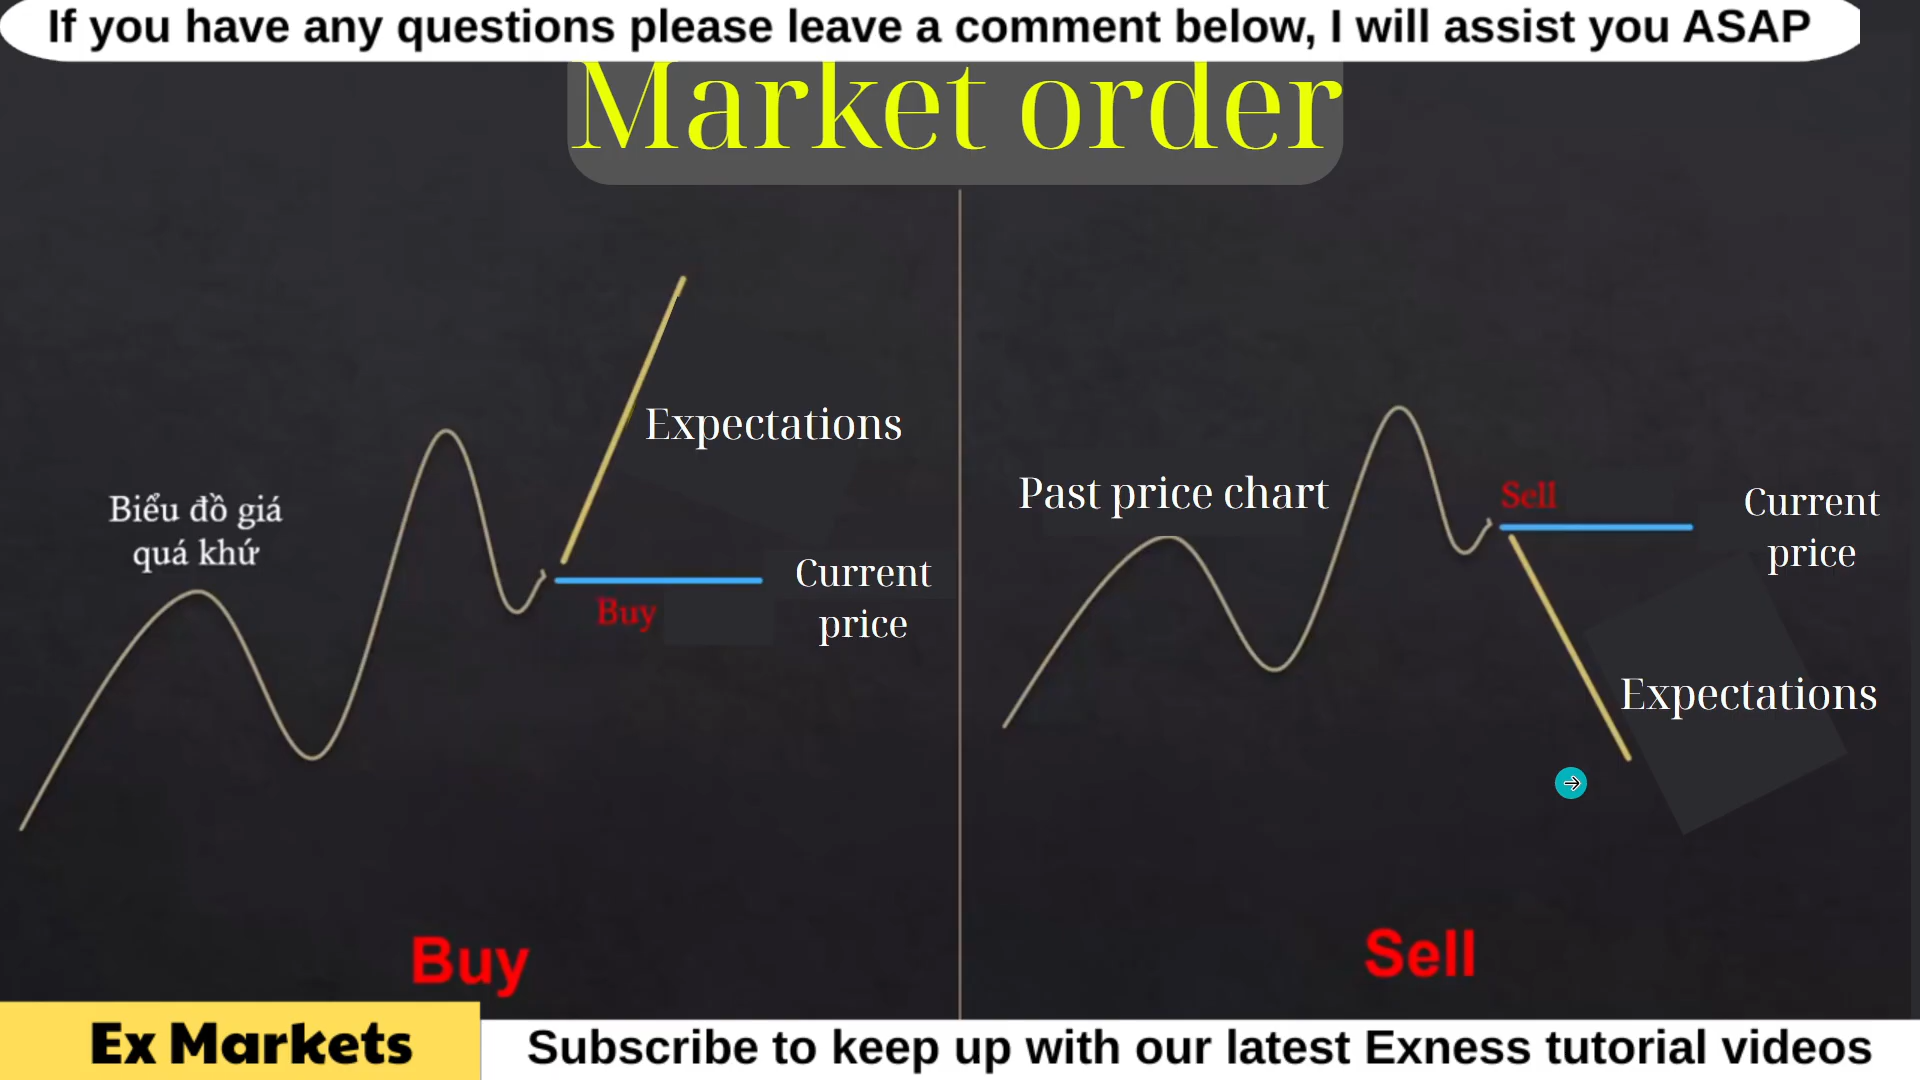 If you have any questions please leave a comment below, I will assist you ASAP
Market order
Expectations
Biểu đồ giá
quá khứ
Current
price
Buy
Past price chart
Sell
Current
price
Expectations
Buy
Sell
Ex Markets
Subscribe to keep up with our latest Exness tutorial videos